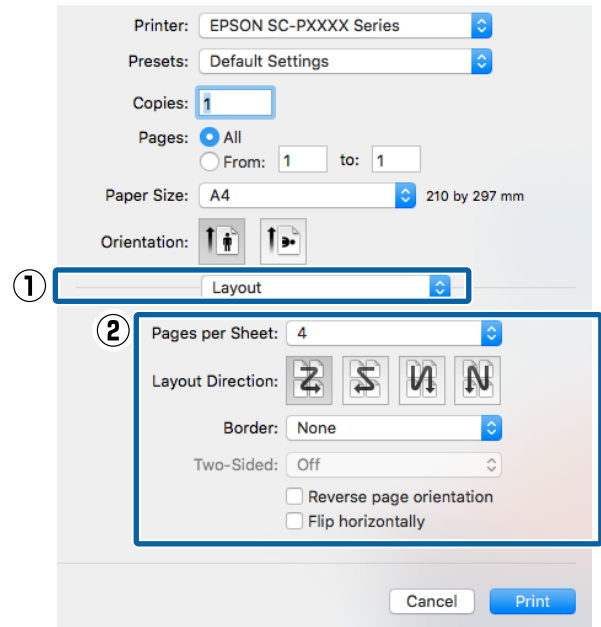 Printer: EPSON SC-PXXXX Series
Presets: Default Settings
Copies: 1
Pages: All
From: 1 to: 1
Paper Size: A4 210 by 297 mm
Orientation:
① Layout
② Pages per Sheet: 4
Layout Direction:
Border: None
Two-Sided: Off
Reverse page orientation
Flip horizontally
Cancel Print